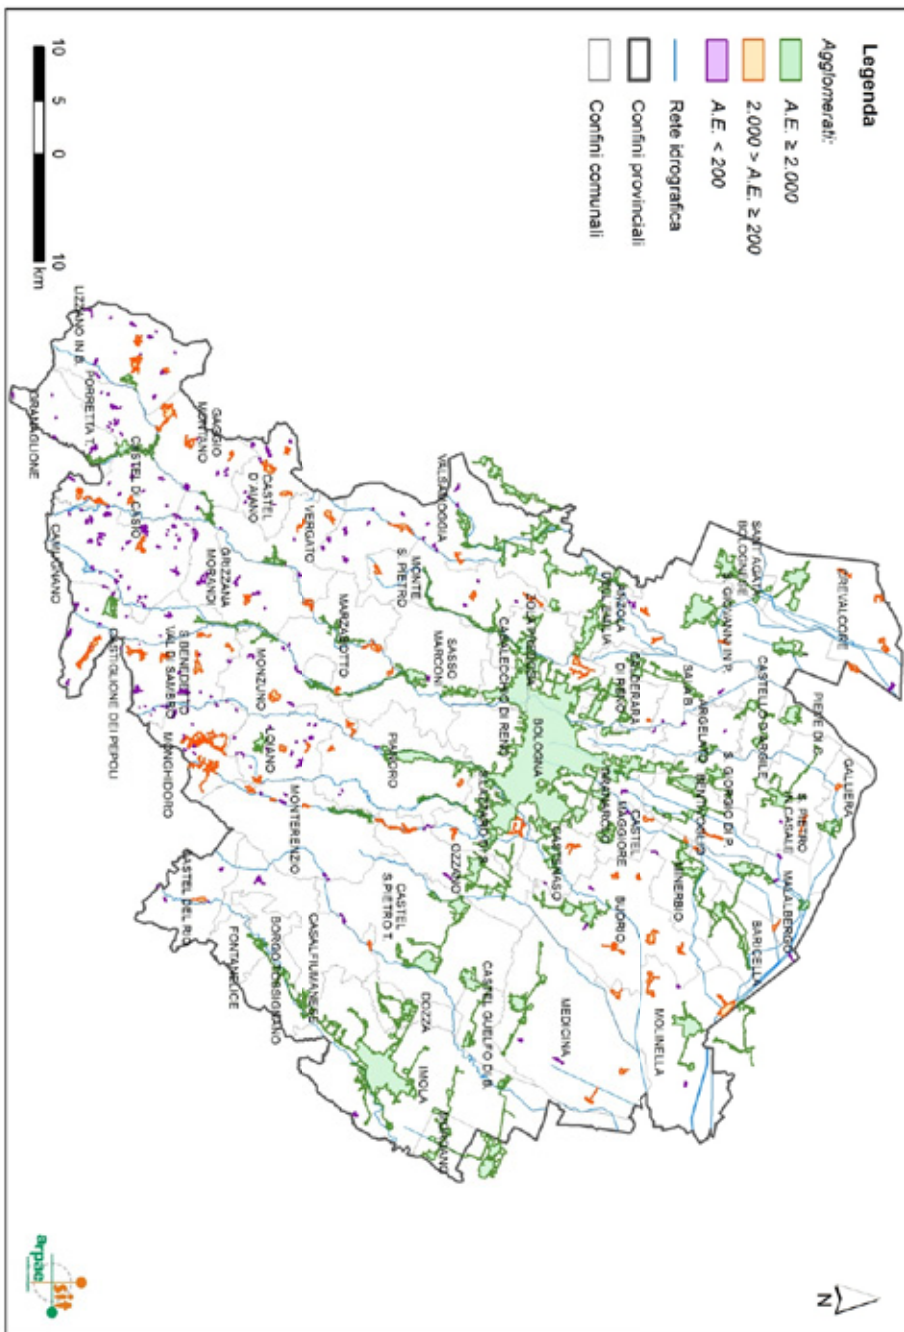 Legenda
Agglomerati:
A.E. ≥ 2.000
2.000 > A.E. ≥ 200
A.E. < 200
Rete idrografica
Confini provinciali
Confini comunali
10 5 0 10
km
N
CREVALCORE
SANT'AGATA
BOLOGNESE
S. GIOVANNI IN P.
PIEVE DI C.
GALLIERA
CASTELLO D'ARGILE
S. PIETRO
IN CASALE
S. GIORGIO DI P.
MALALBERGO
SALA B.
ARGELATO
BENTIVOGLIO
BARICELLA
MINERBIO
ANZOLA
DELL'EMILIA
CALDERARA
DI RENO
CASTEL
MAGGIORE
GRANAROLO
MOLINELLA
BUDRIO
ZOLA PREDOSA
BOLOGNA
CASTENASO
MEDICINA
CASALECCHIO DI RENO
VALSAMOGGIA
MONTE
S. PIETRO
SASSO
MARCONI
PIANORO
OZZANO
CASTEL
S.PIETRO T.
CASTEL GUELFO DI B.
DOZZA
IMOLA
MORDANO
VERGATO
MARZABOTTO
CASTEL
D'AIANO
GAGGIO
MONTANO
GRIZZANA
MORANDI
MONZUNO
LOIANO
MONTERENZIO
CASALFIUMANESE
BORGO TOSSIGNANO
FONTANELICE
CASTEL DEL RIO
LIZZANO IN B.
PORRETTA T.
GRANAGLIONE
CASTEL DI CASIO
CAMUGNANO
S.BENEDETTO
VAL DI SAMBRO
CASTIGLIONE DEI PEPOLI
MONGHIDORO
arpae
sit